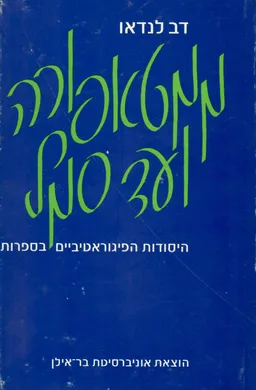 דב לנדאו
ממטאפורה
ועד סמל
היסודות הפיגוראטיביים בספרות
הוצאת אוניברסיטת בר־אילן